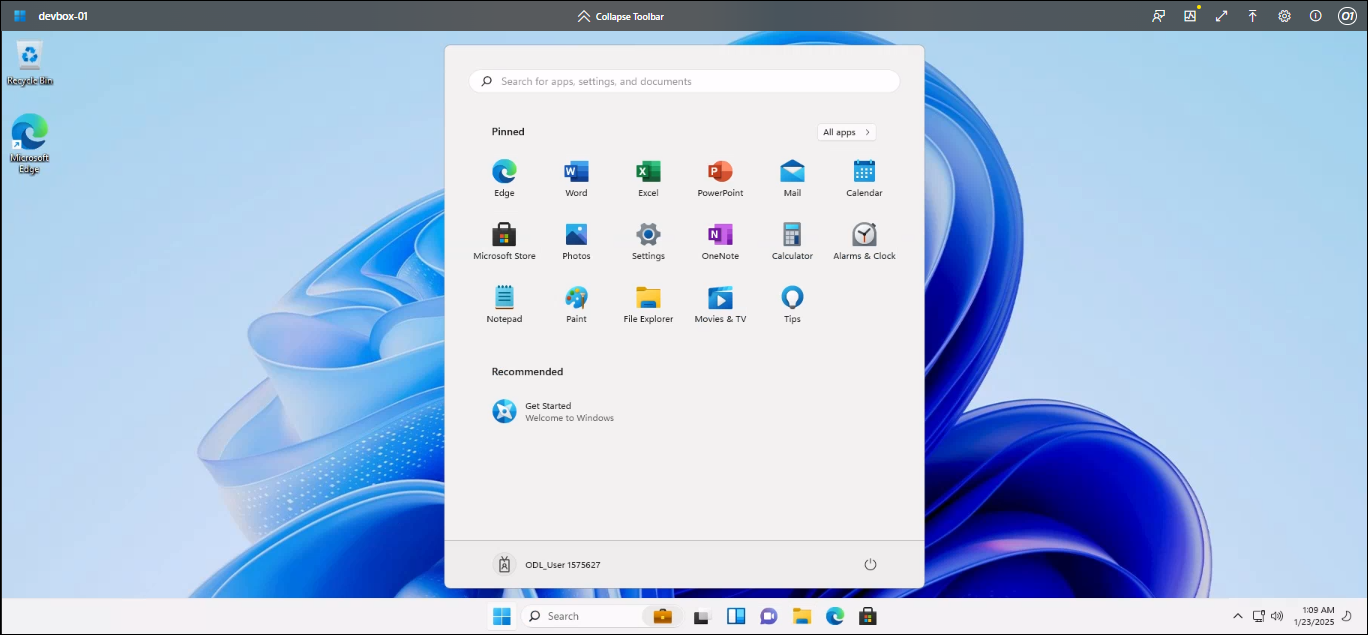 devbox-01
Collapse Toolbar
01
Recycle Bin
Microsoft
Edge
Search for apps, settings, and documents
Pinned
All apps
Edge
Word
Excel
PowerPoint
Mail
Calendar
Microsoft Store
Photos
Settings
OneNote
Calculator
Alarms & Clock
Notepad
Paint
File Explorer
Movies & TV
Tips
Recommended
Get Started
Welcome to Windows
ODL_User 1575627
Search
1:09 AM
1/23/2025